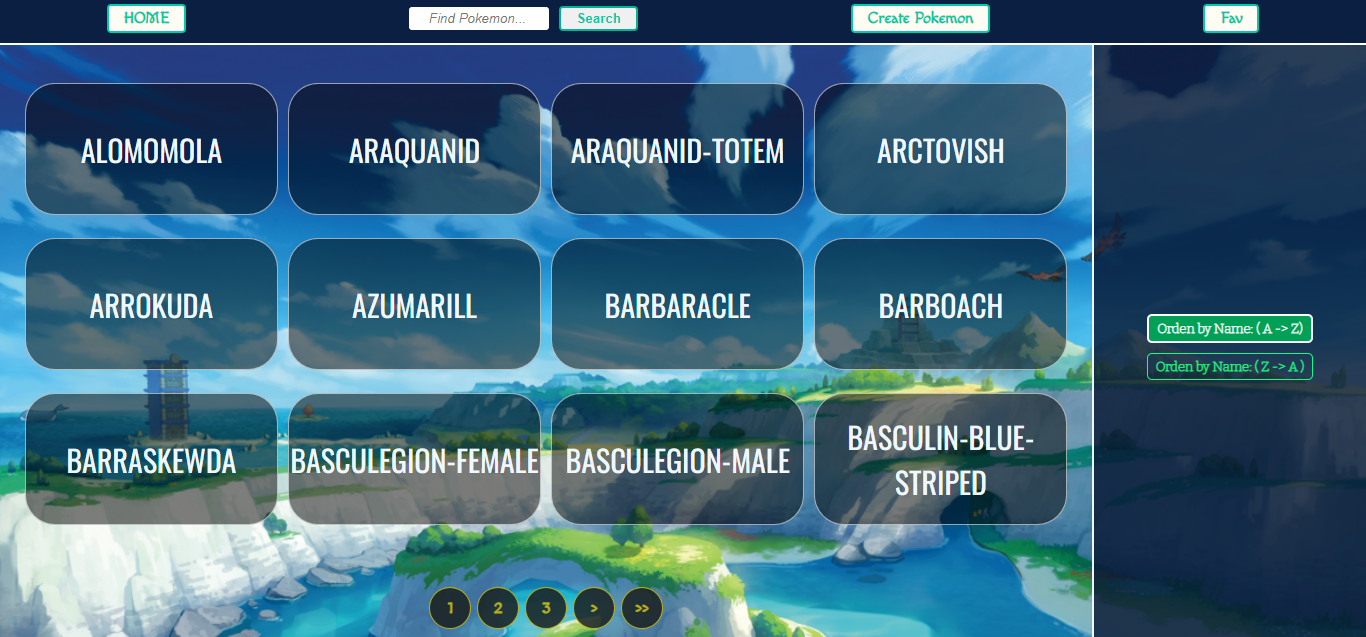 HOME
Find Pokemon...
Search
Create Pokemon
Fav
ALOMOMOLA
ARAQUANID
ARAQUANID-TOTEM
ARCTOVISH
ARROKUDA
AZUMARILL
BARBARACLE
BARBOACH
BARRASKEWDA
BASCULEGION-FEMALE
BASCULEGION-MALE
BASCULIN-BLUE-
STRIPED
Orden by Name: ( A -> Z)
Orden by Name: ( Z -> A )
1
2
3
>
>>